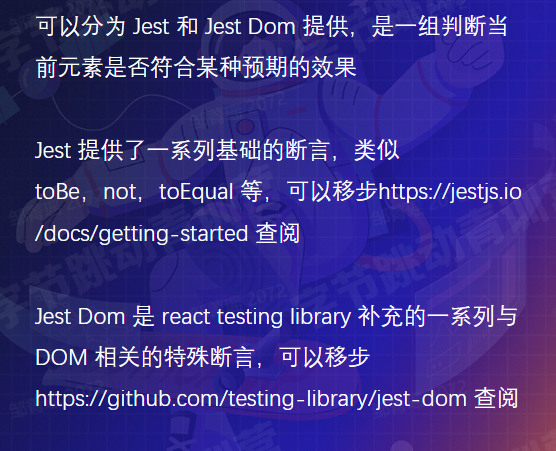 可以分为 Jest 和 Jest Dom 提供，是一组判断当
前元素是否符合某种预期的效果
Jest 提供了一系列基础的断言，类似
toBe，not，toEqual 等，可以移步https://jestjs.io
/docs/getting-started 查阅
Jest Dom 是 react testing library 补充的一系列与
DOM 相关的特殊断言，可以移步
https://github.com/testing-library/jest-dom 查阅